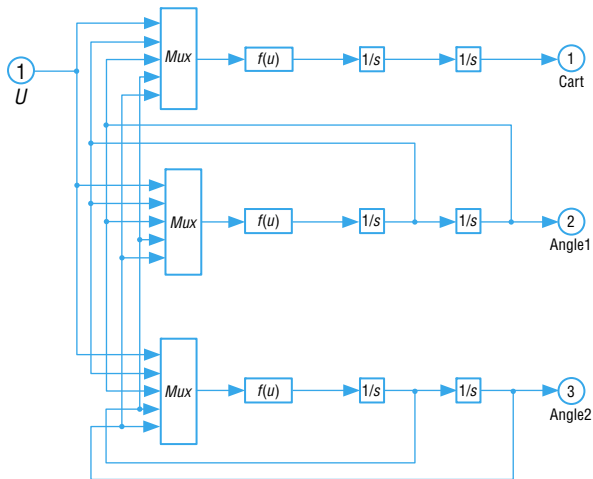 1
U
Mux
f(u)
1/s
1/s
1
Cart
Mux
f(u)
1/s
1/s
2
Angle1
Mux
f(u)
1/s
1/s
3
Angle2